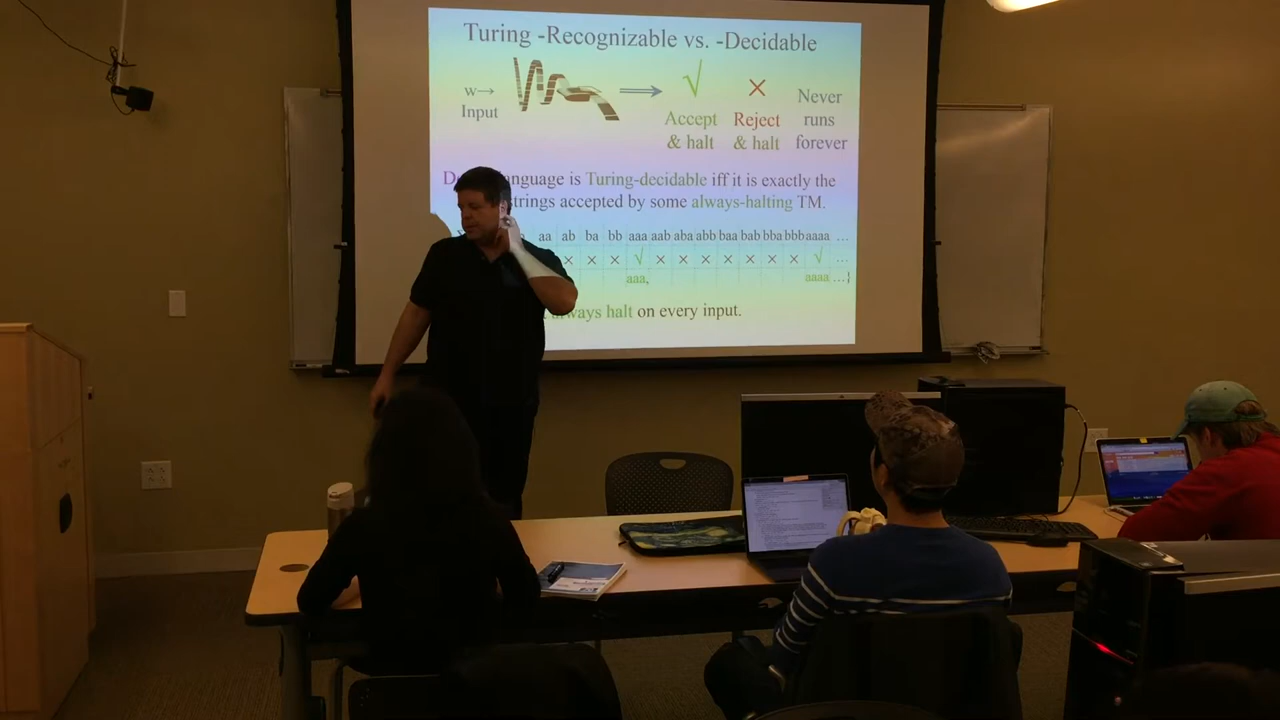 Turing -Recognizable vs. -Decidable
w→
Input
√
Accept
& halt
×
Reject
& halt
Never
runs
forever
language is Turing-decidable iff it is exactly the
strings accepted by some always-halting TM.
aa ab ba bb aaa aab aba abb baa bab bba bbb aaaa ...
× × × √ × × × × × × × √ ...
aaa, aaaa ...}
always halt on every input.